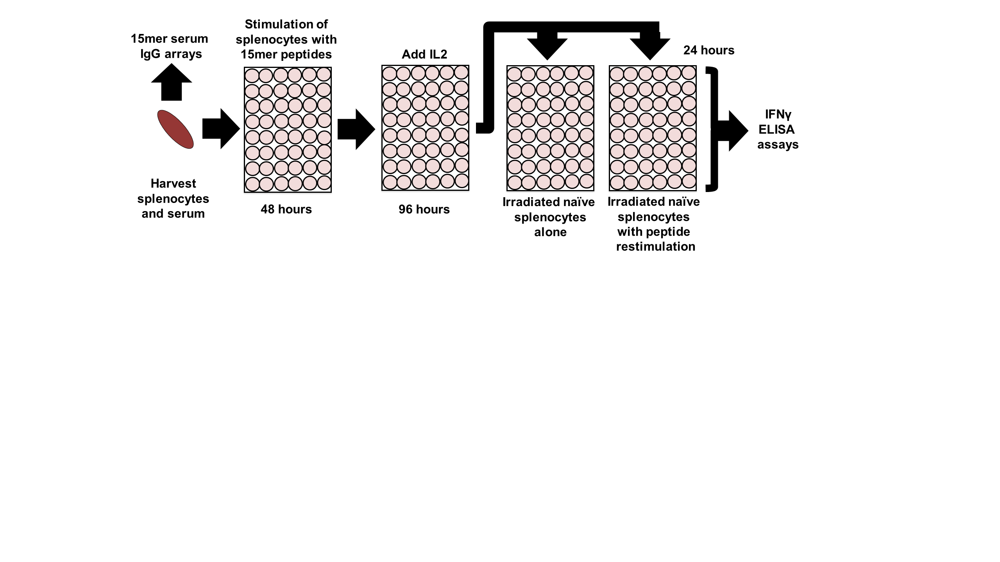 15mer serum
IgG arrays
Harvest
splenocytes
and serum
Stimulation of
splenocytes with
15mer peptides
48 hours
Add IL2
96 hours
Irradiated naïve
splenocytes
alone
Irradiated naïve
splenocytes
with peptide
restimulation
24 hours
IFNγ
ELISA
assays